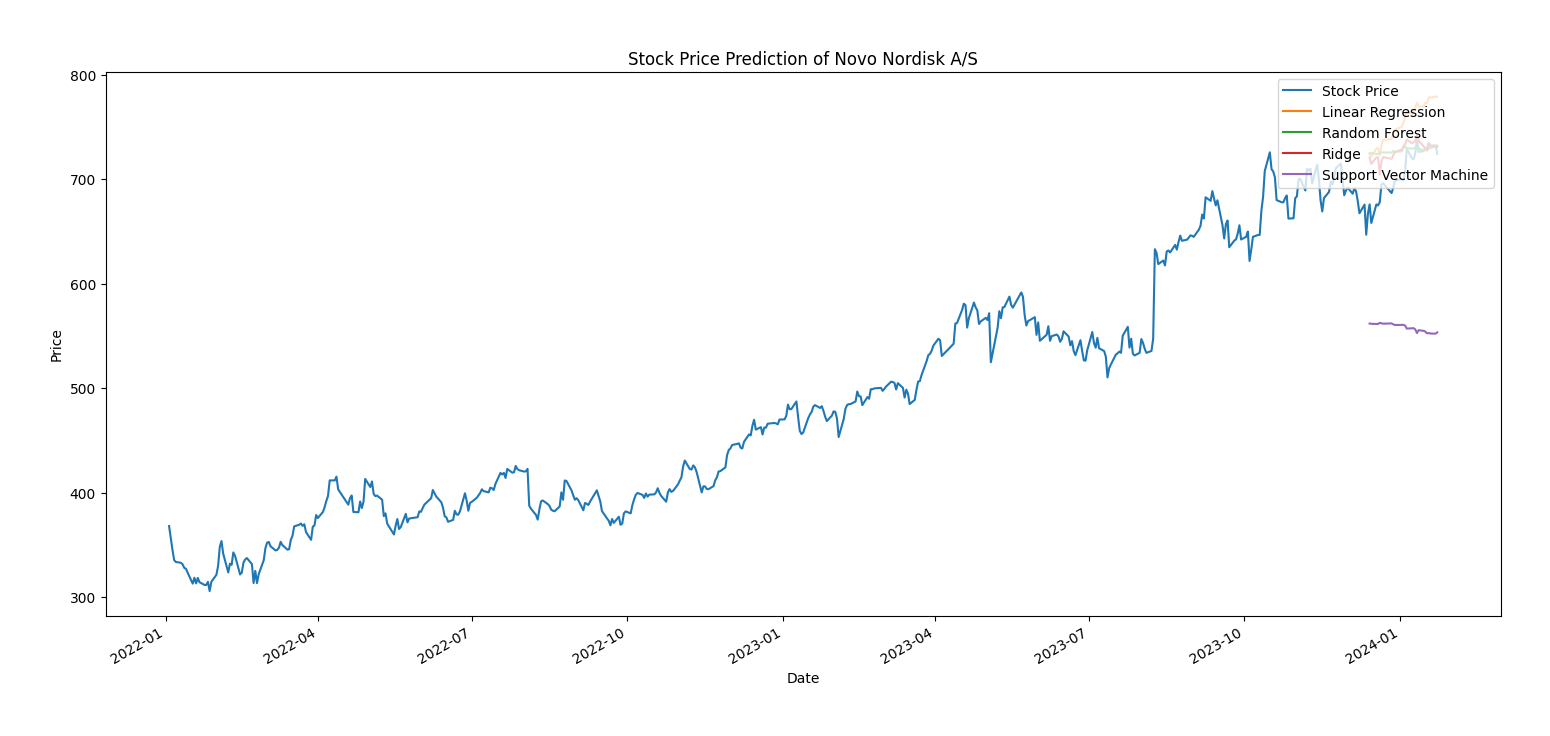 Stock Price Prediction of Novo Nordisk A/S
800
700
600
500
400
300
Price
Stock Price
Linear Regression
Random Forest
Ridge
Support Vector Machine
2022-01
2022-04
2022-07
2022-10
2023-01
2023-04
2023-07
2023-10
2024-01
Date